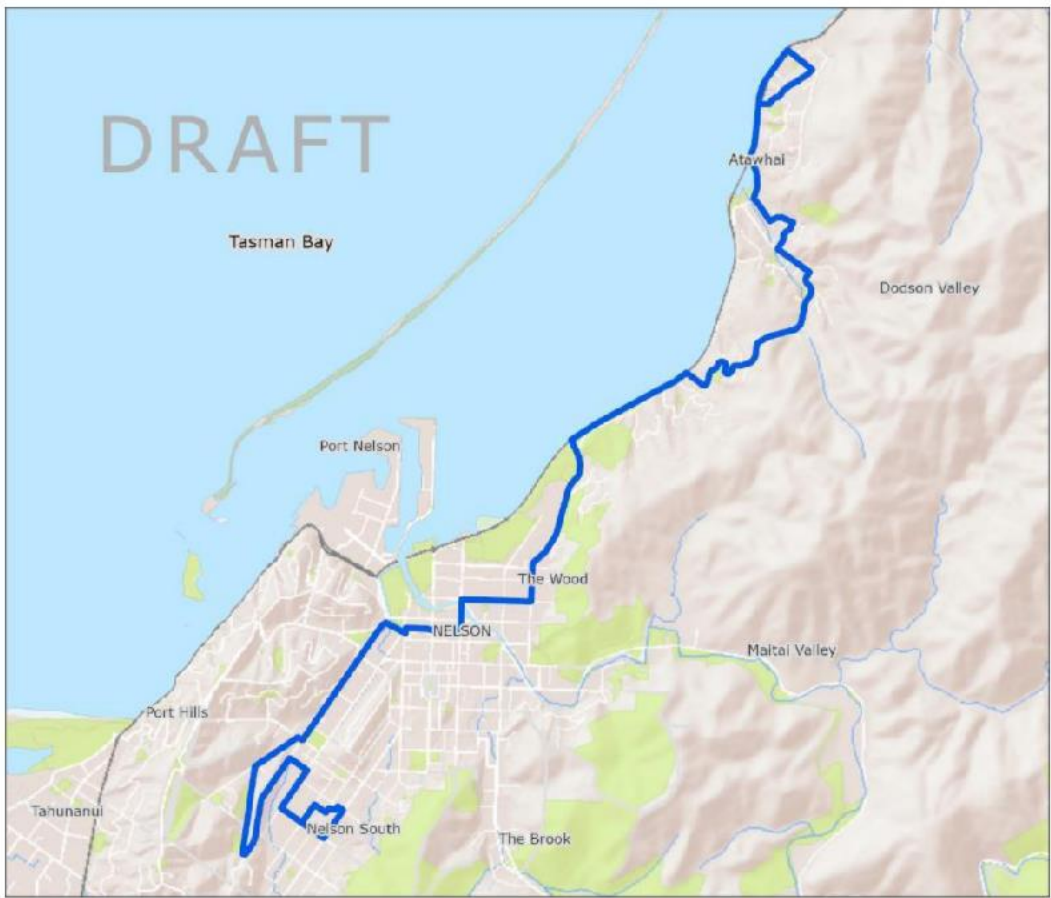 DRAFT
Atawhai
Tasman Bay
Dodson Valley
Port Nelson
The Wood
NELSON
Maitai Valley
Port Hills
Tahunanui
Nelson South
The Brook